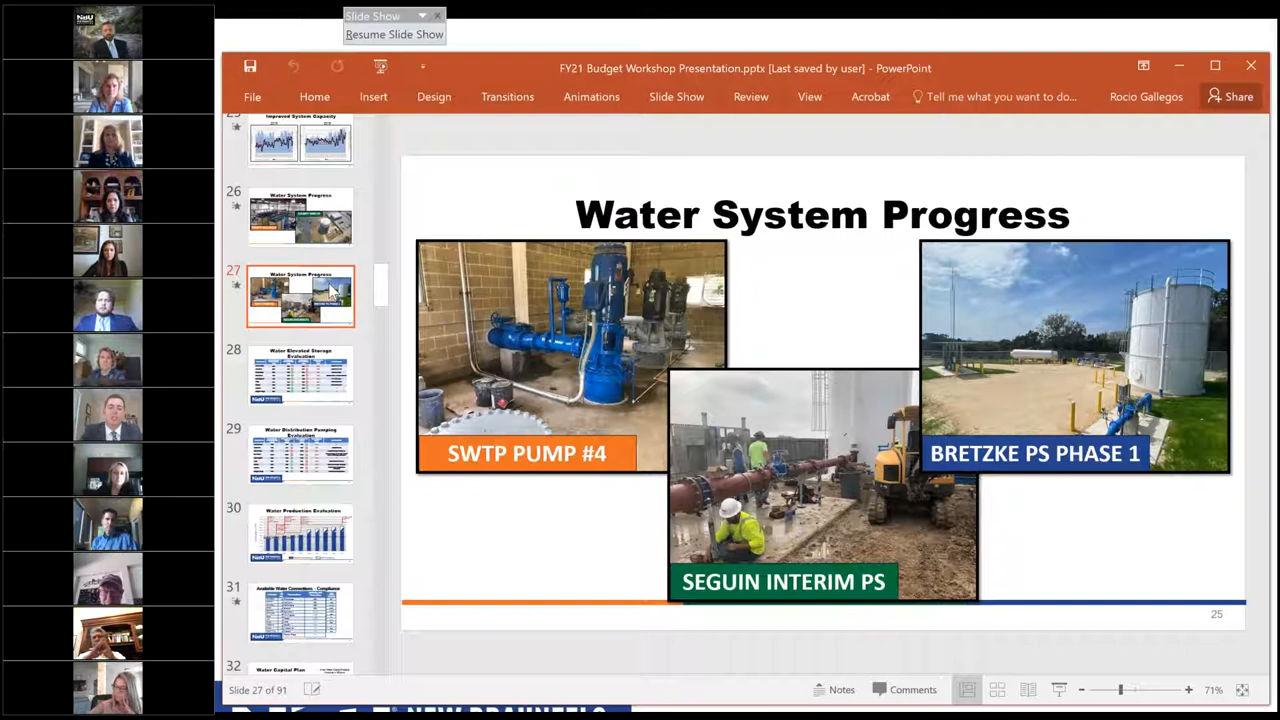 NBU
Slide Show
Resume Slide Show
FY21 Budget Workshop Presentation.pptx [Last saved by user] - PowerPoint
File Home Insert Design Transitions Animations Slide Show Review View Acrobat Tell me what you want to do... Rocio Gallegos Share
Improved System Capacity
26
Water System Progress
27
Water System Progress
28
Water Elevated Storage
Evaluation
29
Water Distribution Pumping
Evaluation
30
Water Production Evaluation
31
Available Water Connections - Compliance
32
Water Capital Plan
Water System Progress
SWTP PUMP #4
BRETZKE PS PHASE 1
SEGUIN INTERIM PS
25
Slide 27 of 91
Notes Comments 71%